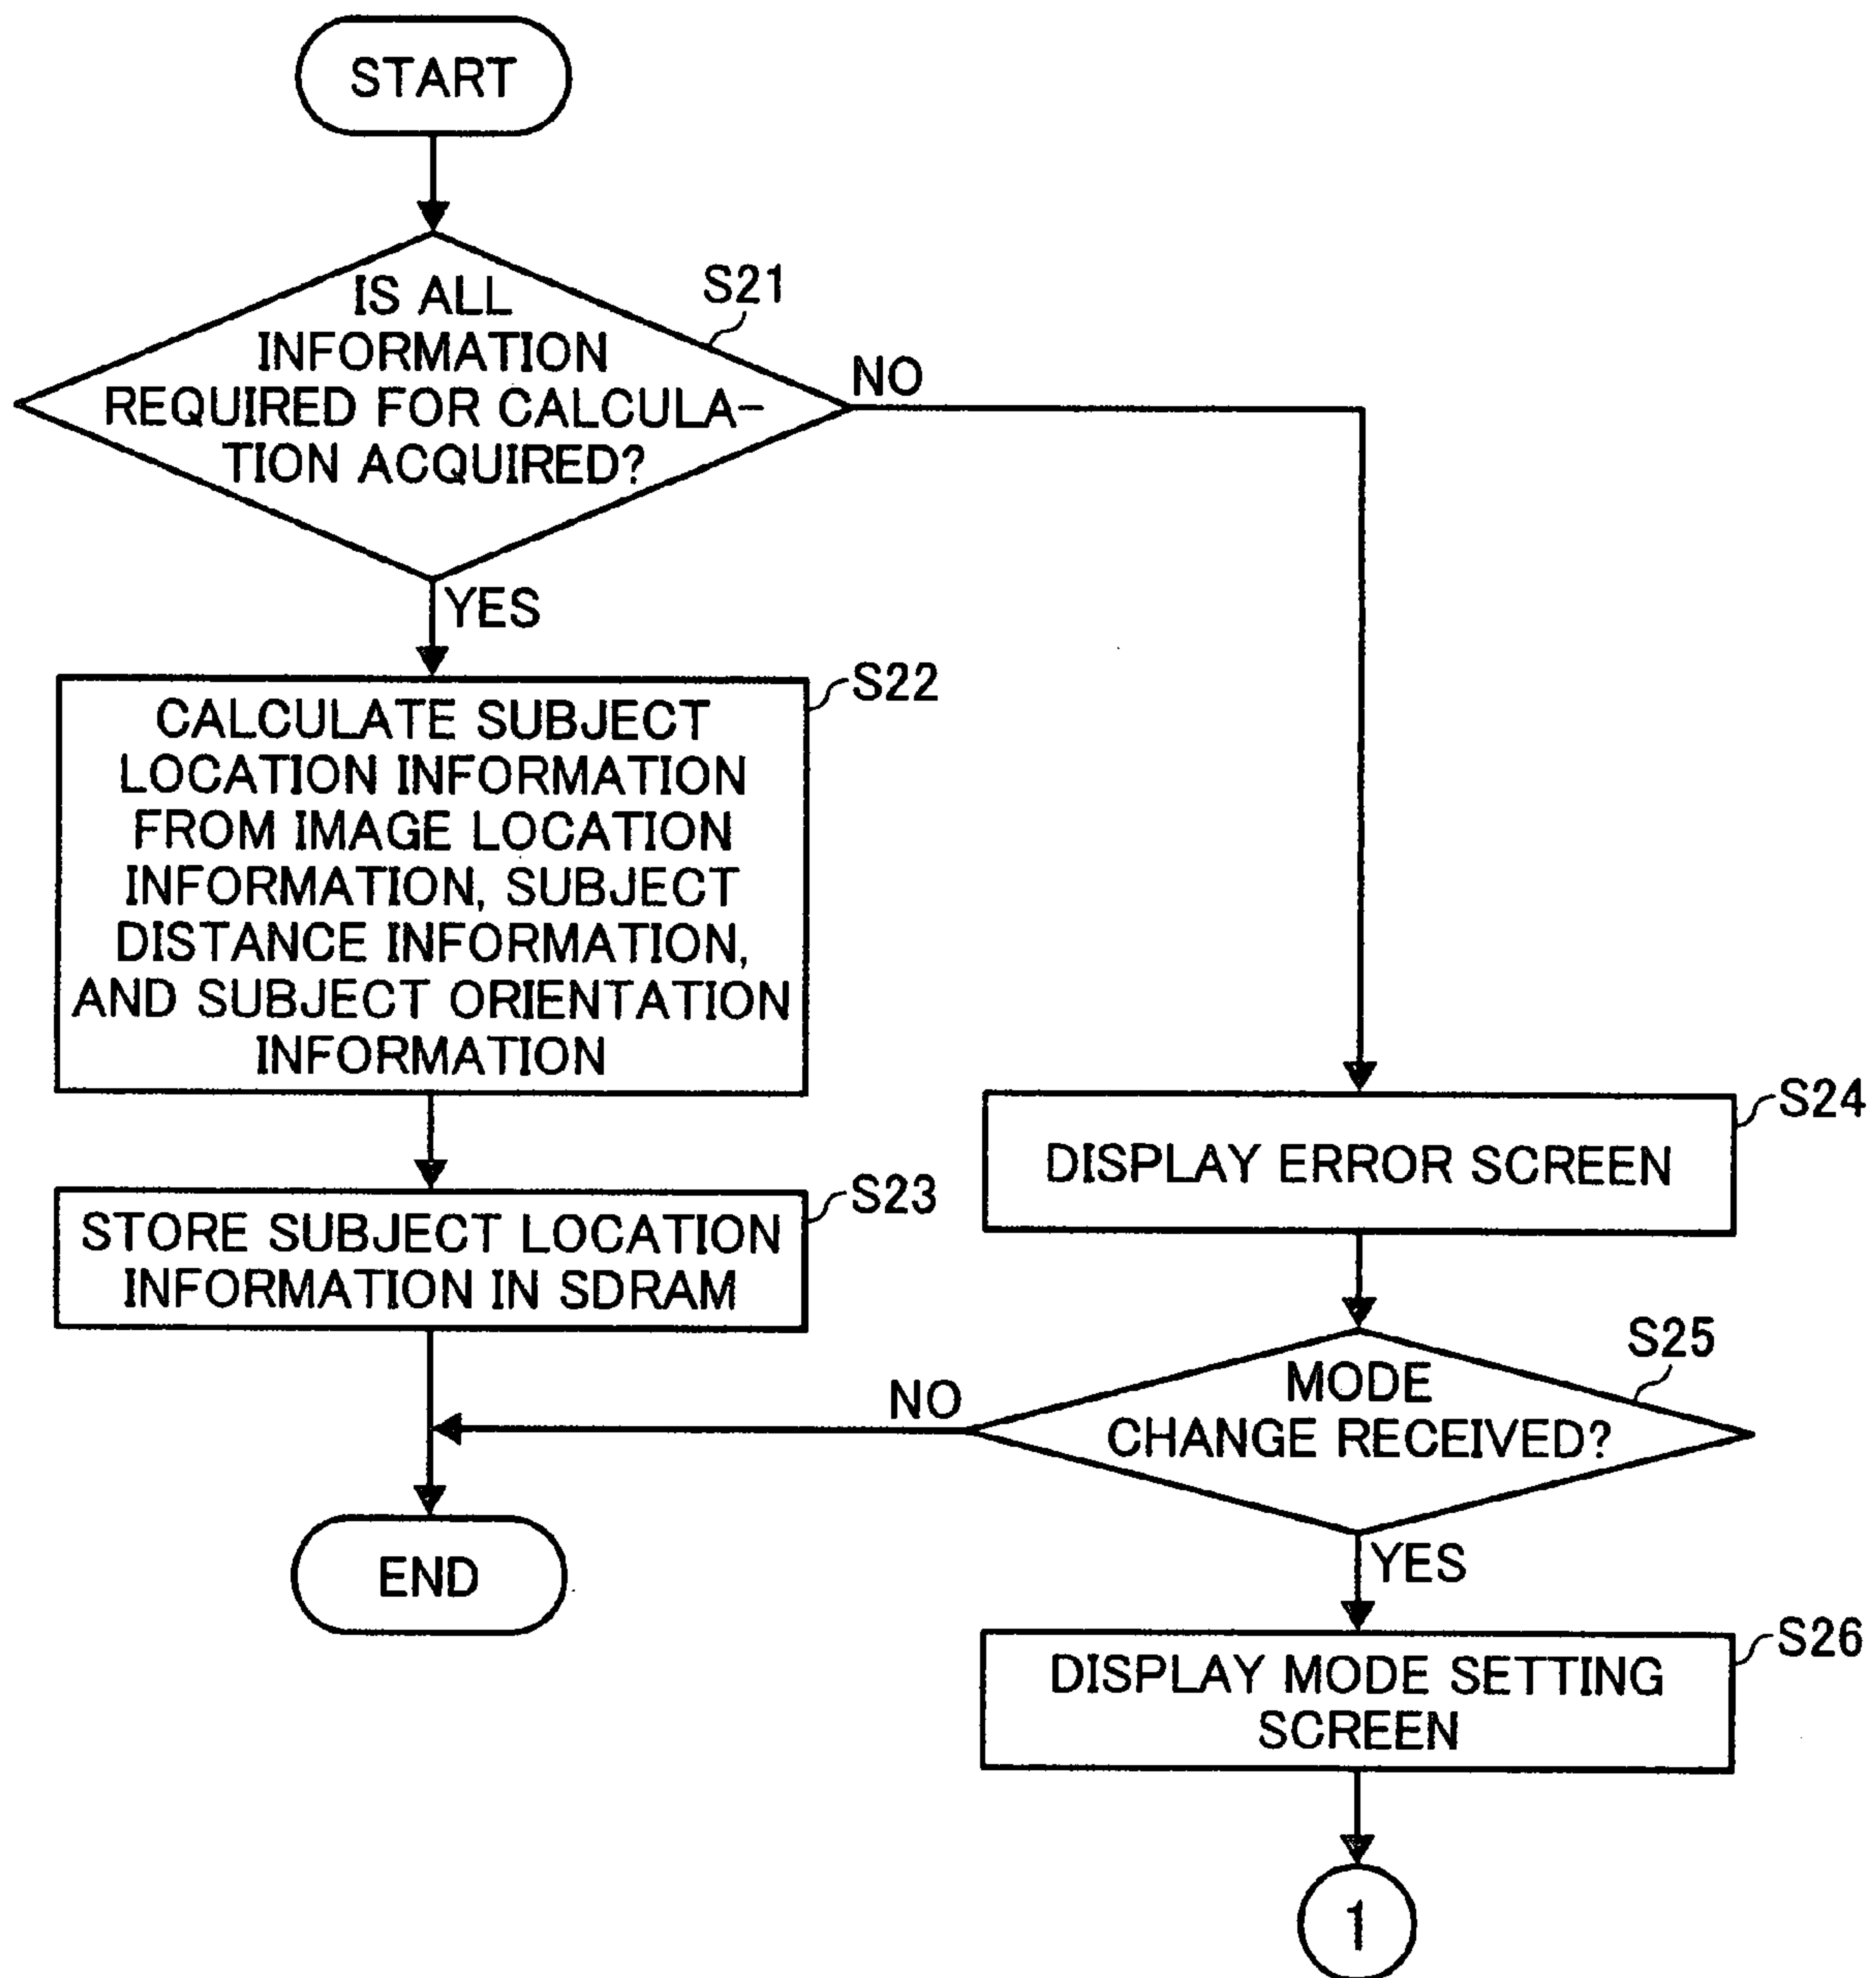 START
S21
IS ALL
INFORMATION
REQUIRED FOR CALCULA-
TION ACQUIRED?
NO
YES
S22
CALCULATE SUBJECT
LOCATION INFORMATION
FROM IMAGE LOCATION
INFORMATION, SUBJECT
DISTANCE INFORMATION,
AND SUBJECT ORIENTATION
INFORMATION
S23
STORE SUBJECT LOCATION
INFORMATION IN SDRAM
END
S24
DISPLAY ERROR SCREEN
S25
MODE
CHANGE RECEIVED?
NO
YES
S26
DISPLAY MODE SETTING
SCREEN
1